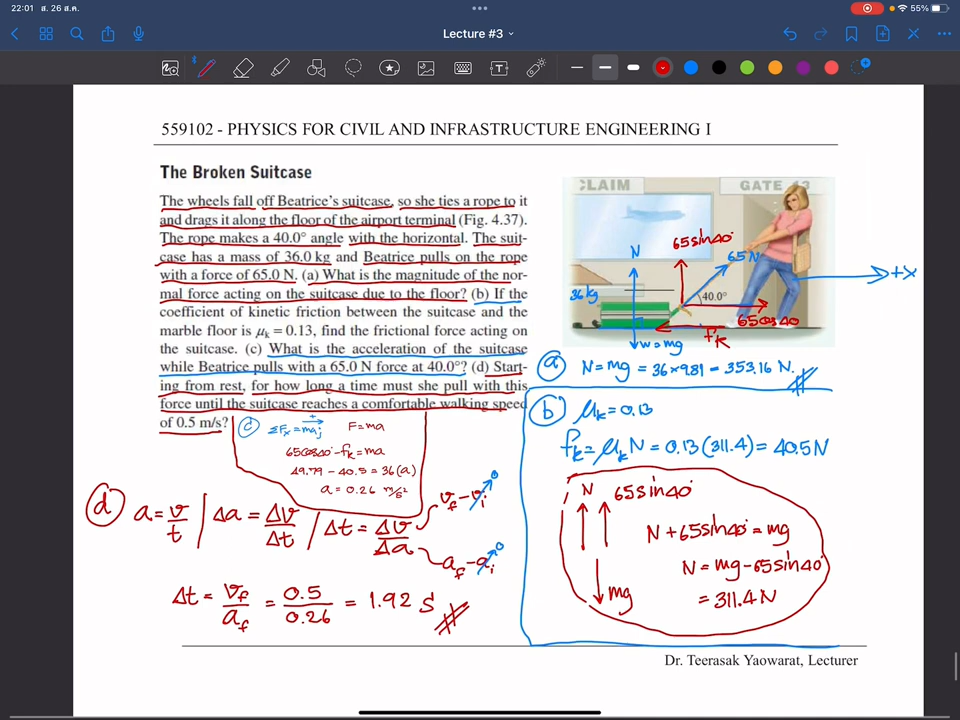 22:01 ส. 26 ส.ค.
55%
Lecture #3
559102 - PHYSICS FOR CIVIL AND INFRASTRUCTURE ENGINEERING I
The Broken Suitcase
The wheels fall off Beatrice's suitcase, so she ties a rope to it
and drags it along the floor of the airport terminal (Fig. 4.37).
The rope makes a 40.0° angle with the horizontal. The suit-
case has a mass of 36.0 kg and Beatrice pulls on the rope
with a force of 65.0 N. (a) What is the magnitude of the nor-
mal force acting on the suitcase due to the floor? (b) If the
coefficient of kinetic friction between the suitcase and the
marble floor is μk = 0.13, find the frictional force acting on
the suitcase. (c) What is the acceleration of the suitcase
while Beatrice pulls with a 65.0 N force at 40.0°? (d) Start-
ing from rest, for how long a time must she pull with this
force until the suitcase reaches a comfortable walking speed
of 0.5 m/s?
CLAIM
GATE 13
65sin40°
N
65 N
+x
36 kg
40.0°
65cos40
fk
w=mg
(a) N = mg = 36×9.81 = 353.16 N.
(b) μk = 0.13
fk = μkN = 0.13(311.4) = 40.5 N
N 65sin40°
N + 65sin40° = mg
N = mg - 65sin40°
= 311.4 N
mg
ΣFx = ma; F = ma
65cos40° - fk = ma
49.79 - 40.5 = 36(a)
a = 0.26 m/s²
(d) a = v/t | Δa = Δv/Δt / Δt = Δv/Δa
vf - vi 0
af - ai 0
Δt = vf/af = 0.5/0.26 = 1.92 s
Dr. Teerasak Yaowarat, Lecturer